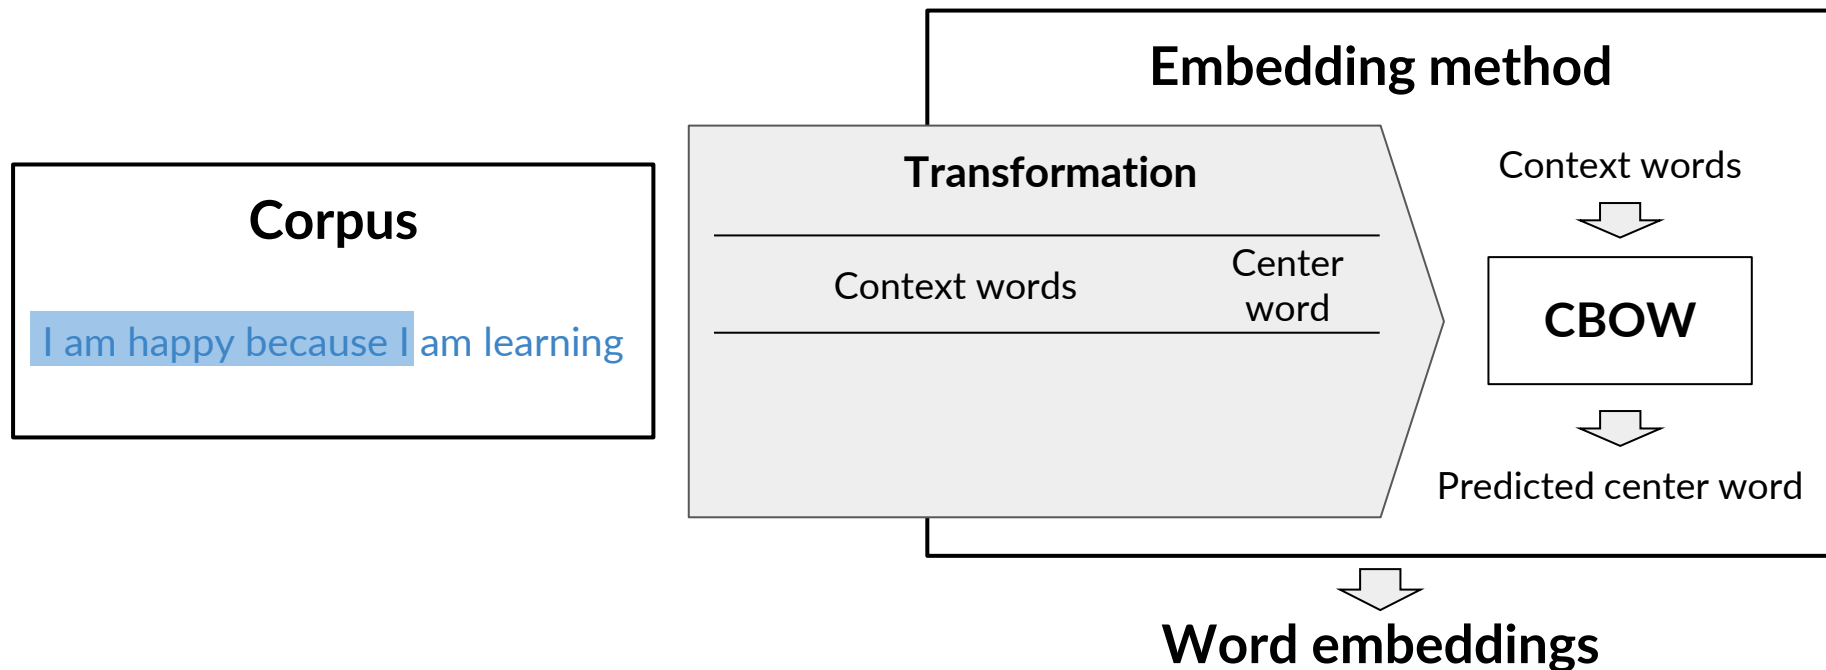 Embedding method
Corpus
I am happy because I am learning
Transformation
Context words
Center
word
Context words
CBOW
Predicted center word
Word embeddings